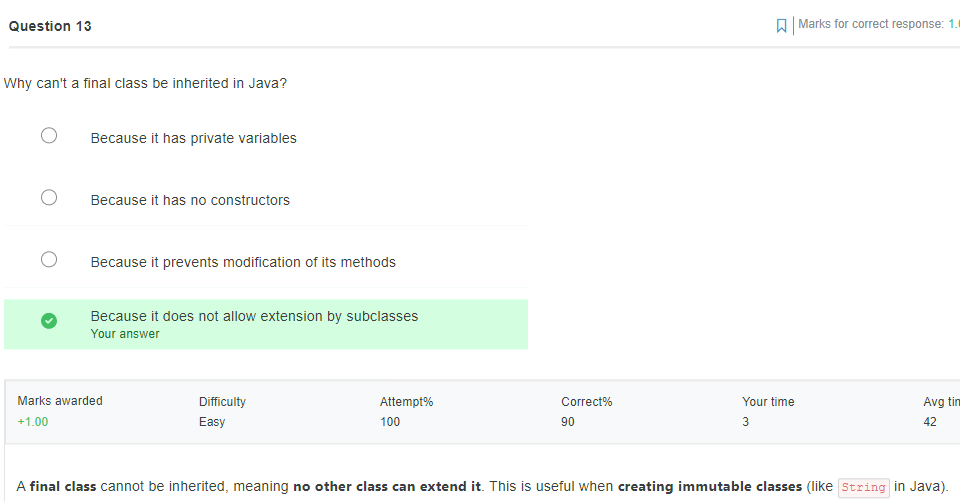 Question 13
Marks for correct response: 1.
Why can't a final class be inherited in Java?
Because it has private variables
Because it has no constructors
Because it prevents modification of its methods
Because it does not allow extension by subclasses
Your answer
Marks awarded Difficulty Attempt% Correct% Your time Avg
+1.00 Easy 100 90 3 42
A final class cannot be inherited, meaning no other class can extend it. This is useful when creating immutable classes (like String in Java).